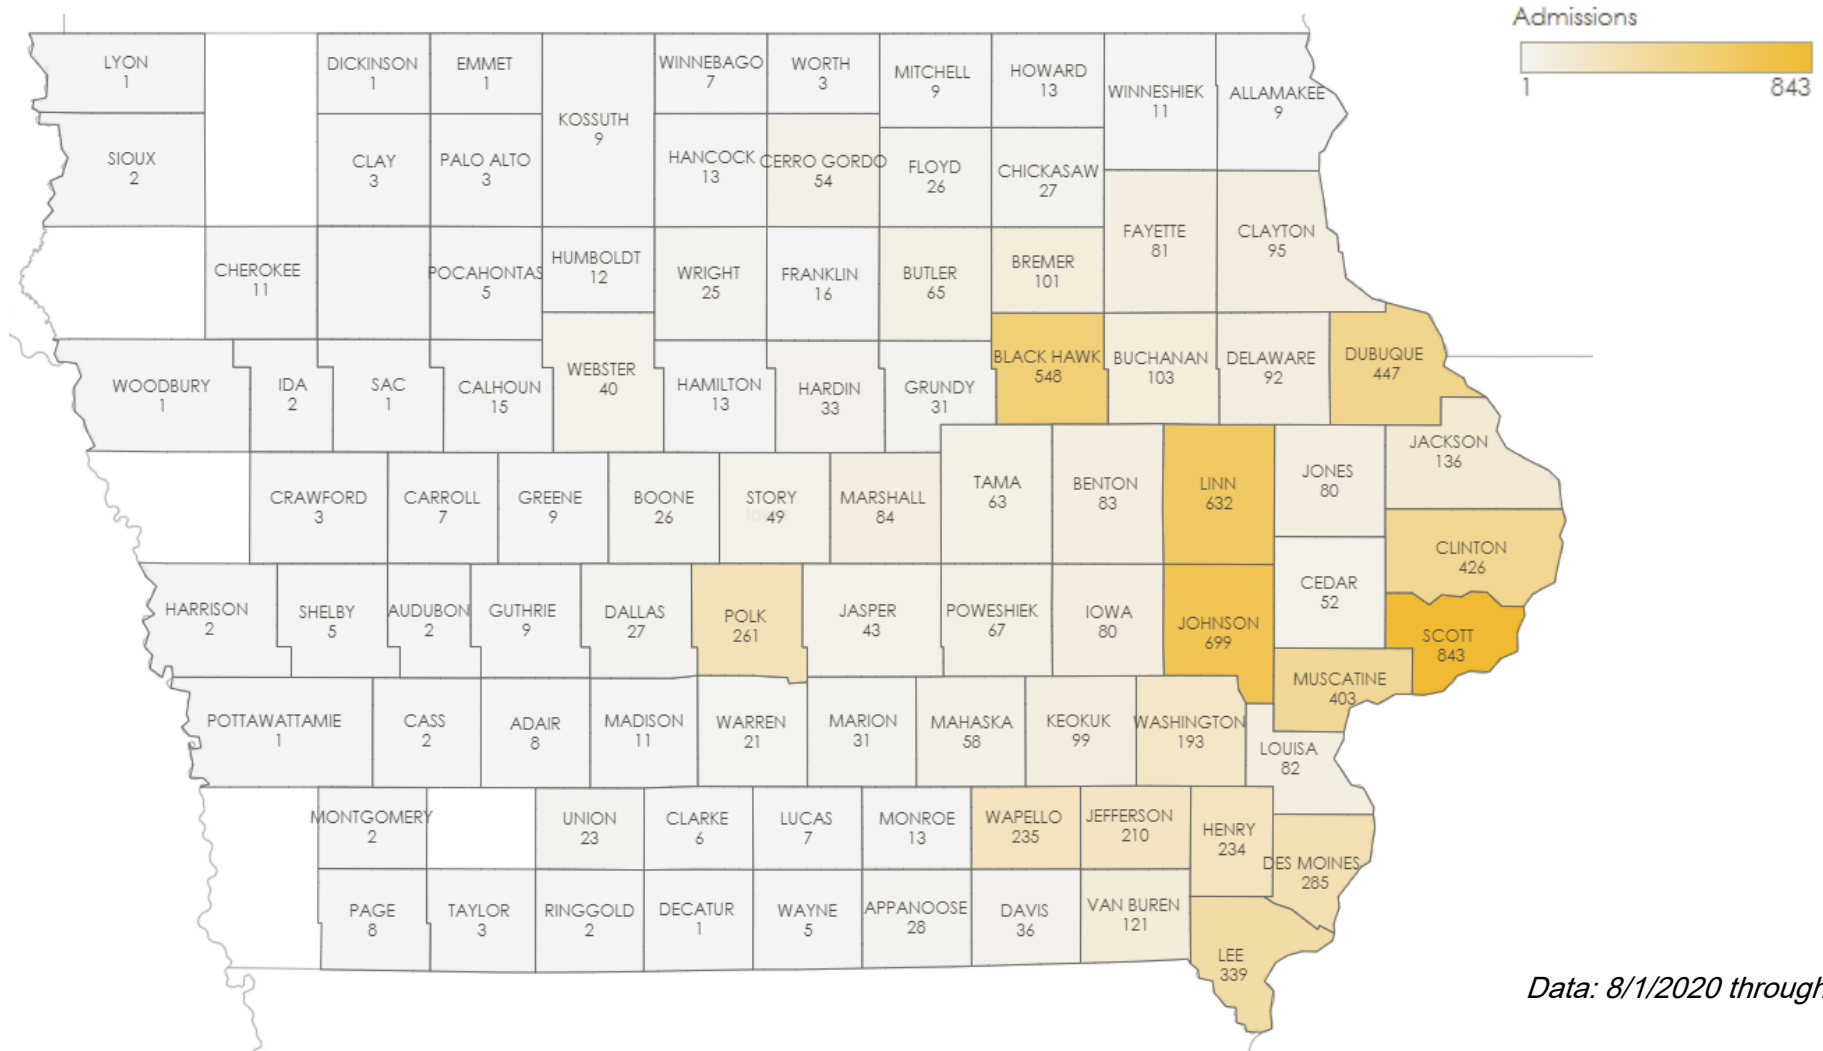 Admissions
1 843
LYON
1
DICKINSON
1
EMMET
1
KOSSUTH
9
WINNEBAGO
7
WORTH
3
MITCHELL
9
HOWARD
13
WINNESHIEK
11
ALLAMAKEE
9
SIOUX
2
CLAY
3
PALO ALTO
3
HANCOCK
13
CERRO GORDO
54
FLOYD
26
CHICKASAW
27
FAYETTE
81
CLAYTON
95
CHEROKEE
11
POCAHONTAS
5
HUMBOLDT
12
WRIGHT
25
FRANKLIN
16
BUTLER
65
BREMER
101
WOODBURY
1
IDA
2
SAC
1
CALHOUN
15
WEBSTER
40
HAMILTON
13
HARDIN
33
GRUNDY
31
BLACK HAWK
548
BUCHANAN
103
DELAWARE
92
DUBUQUE
447
CRAWFORD
3
CARROLL
7
GREENE
9
BOONE
26
STORY
49
MARSHALL
84
TAMA
63
BENTON
83
LINN
632
JONES
80
JACKSON
136
CLINTON
426
HARRISON
2
SHELBY
5
AUDUBON
2
GUTHRIE
9
DALLAS
27
POLK
261
JASPER
43
POWESHIEK
67
IOWA
80
JOHNSON
699
CEDAR
52
SCOTT
843
MUSCATINE
403
POTTAWATTAMIE
1
CASS
2
ADAIR
8
MADISON
11
WARREN
21
MARION
31
MAHASKA
58
KEOKUK
99
WASHINGTON
193
LOUISA
82
MONTGOMERY
2
UNION
23
CLARKE
6
LUCAS
7
MONROE
13
WAPELLO
235
JEFFERSON
210
HENRY
234
DES MOINES
285
PAGE
8
TAYLOR
3
RINGGOLD
2
DECATUR
1
WAYNE
5
APPANOOSE
28
DAVIS
36
VAN BUREN
121
LEE
339
Data: 8/1/2020 through